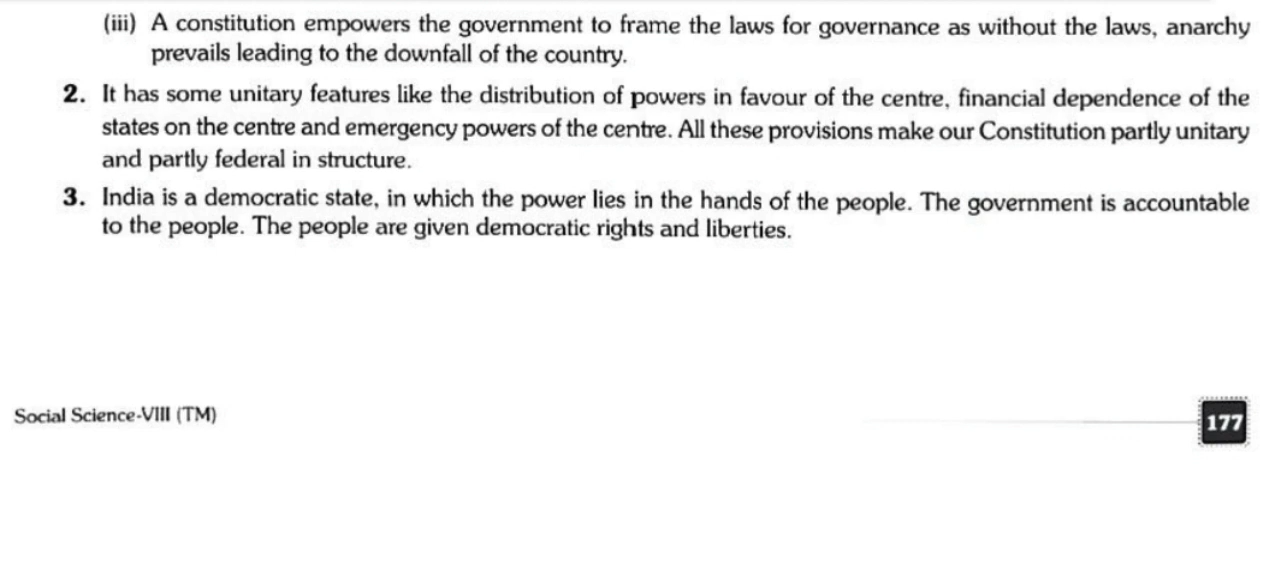 (iii) A constitution empowers the government to frame the laws for governance as without the laws, anarchy
prevails leading to the downfall of the country.
2. It has some unitary features like the distribution of powers in favour of the centre, financial dependence of the
states on the centre and emergency powers of the centre. All these provisions make our Constitution partly unitary
and partly federal in structure.
3. India is a democratic state, in which the power lies in the hands of the people. The government is accountable
to the people. The people are given democratic rights and liberties.
Social Science-VIII (TM)
177